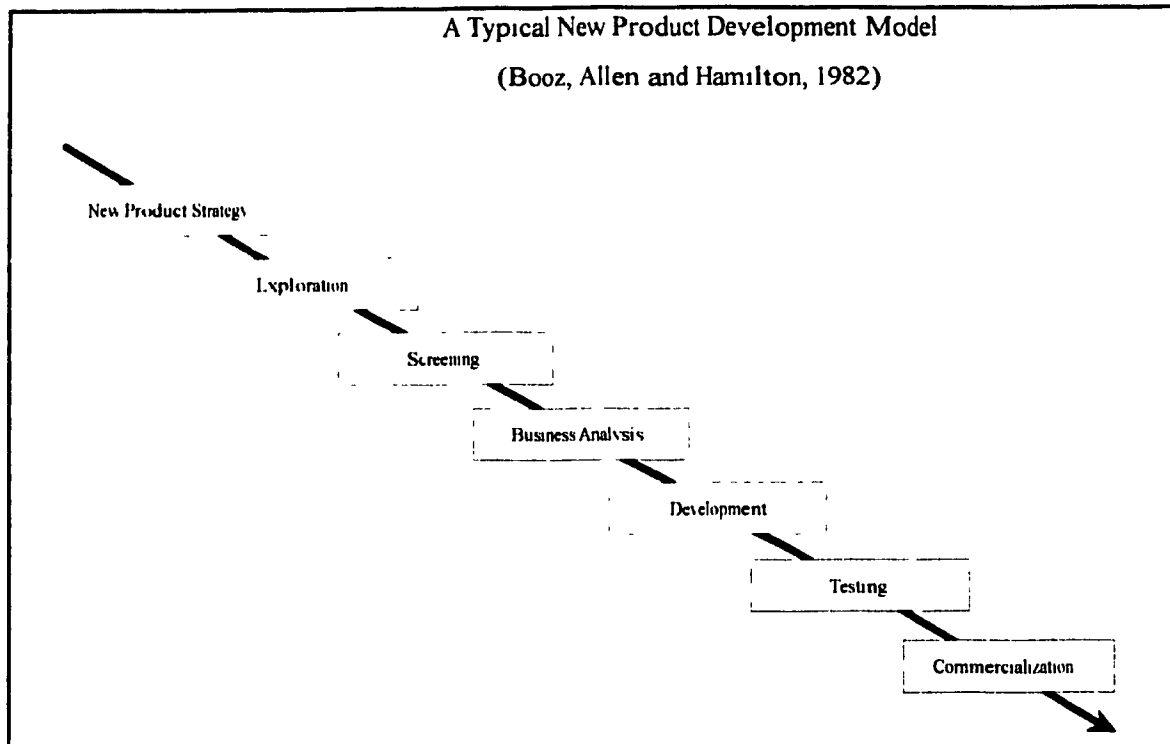 A Typical New Product Development Model
(Booz, Allen and Hamilton, 1982)
New Product Strategy
Exploration
Screening
Business Analysis
Development
Testing
Commercialization